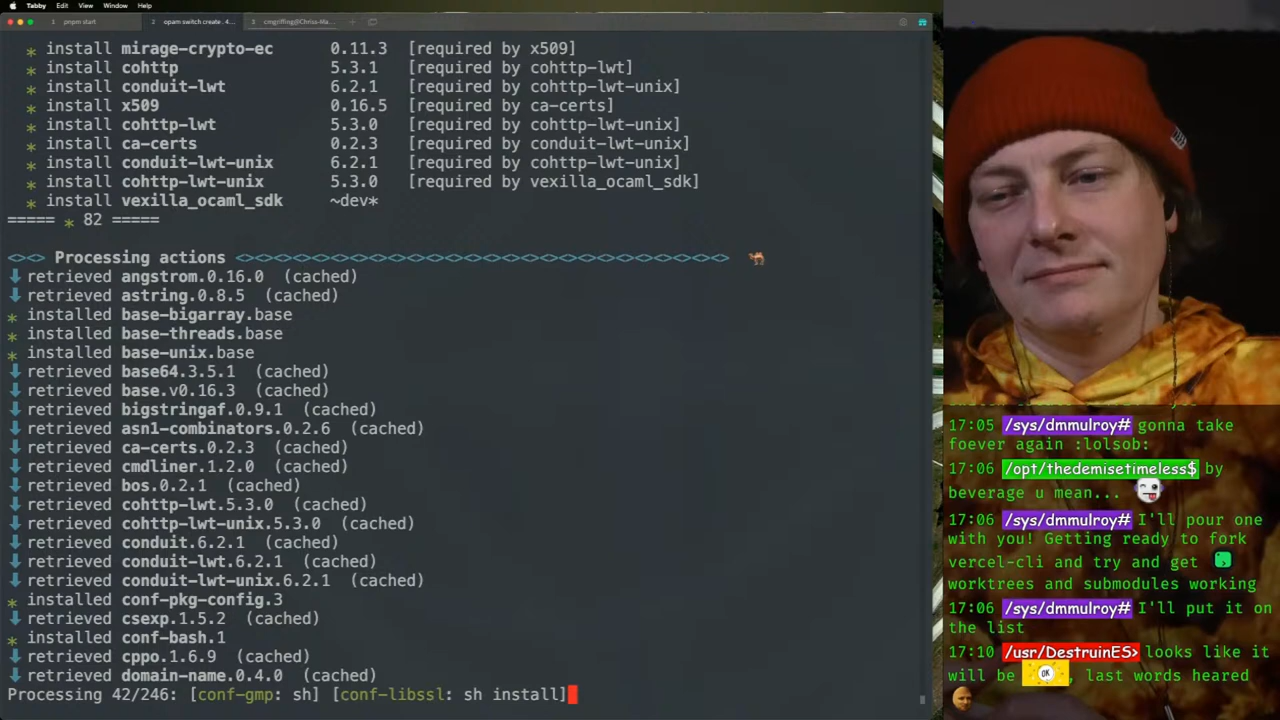 Tabby Edit View Window Help
1 pnpm start
2 opam switch create . 4...
2
mirage-crypto-ec 0.11.3 [required by x509]
* install cohttp 5.3.1 [required by cohttp-lwt]
* install conduit-lwt 6.2.1 [required by cohttp-lwt-unix]
* install x509 0.16.5 [required by ca-certs]
* install cohttp-lwt 5.3.0 [required by cohttp-lwt-unix]
* install ca-certs 0.2.3 [required by conduit-lwt-unix]
* install conduit-lwt-unix 6.2.1 [required by cohttp-lwt-unix]
* install cohttp-lwt-unix 5.3.0 [required by vexilla_ocaml_sdk]
* install vexilla_ocaml_sdk ~dev*
===== * 82 =====
<><> Processing actions <><><><><><><><><><><><><><><><><><><><><><><><><><> 🐫
retrieved angstrom.0.16.0 (cached)
retrieved astring.0.8.5 (cached)
* installed base-bigarray.base
* installed base-threads.base
* installed base-unix.base
retrieved base64.3.5.1 (cached)
retrieved base.v0.16.3 (cached)
retrieved bigstringaf.0.9.1 (cached)
retrieved asn1-combinators.0.2.6 (cached)
retrieved ca-certs.0.2.3 (cached)
retrieved cmdliner.1.2.0 (cached)
retrieved bos.0.2.1 (cached)
retrieved cohttp-lwt.5.3.0 (cached)
retrieved cohttp-lwt-unix.5.3.0 (cached)
retrieved conduit.6.2.1 (cached)
retrieved conduit-lwt.6.2.1 (cached)
retrieved conduit-lwt-unix.6.2.1 (cached)
* installed conf-pkg-config.3
retrieved csexp.1.5.2 (cached)
* installed conf-bash.1
retrieved cppo.1.6.9 (cached)
retrieved domain-name.0.4.0 (cached)
Processing 42/246: [conf-gmp: sh] [conf-libssl: sh install]
17:05 /sys/dmmulroy# gonna take
foever again :lolsob:
17:06 /opt/thedemisetimeless$ by
beverage u mean...
17:06 /sys/dmmulroy# I'll pour one
with you! Getting ready to fork
vercel-cli and try and get
worktrees and submodules working
17:06 /sys/dmmulroy# I'll put it on
the list
17:10 /usr/DestruinES> looks like it
will be OK, last words heard